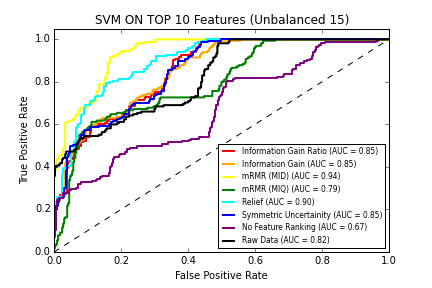 SVM ON TOP 10 Features (Unbalanced 15)
True Positive Rate
1.0
0.8
0.6
0.4
0.2
0.0
Information Gain Ratio (AUC = 0.85)
Information Gain (AUC = 0.85)
mRMR (MID) (AUC = 0.94)
mRMR (MIQ) (AUC = 0.79)
Relief (AUC = 0.90)
Symmetric Uncertainity (AUC = 0.85)
No Feature Ranking (AUC = 0.67)
Raw Data (AUC = 0.82)
0.0 0.2 0.4 0.6 0.8 1.0
False Positive Rate